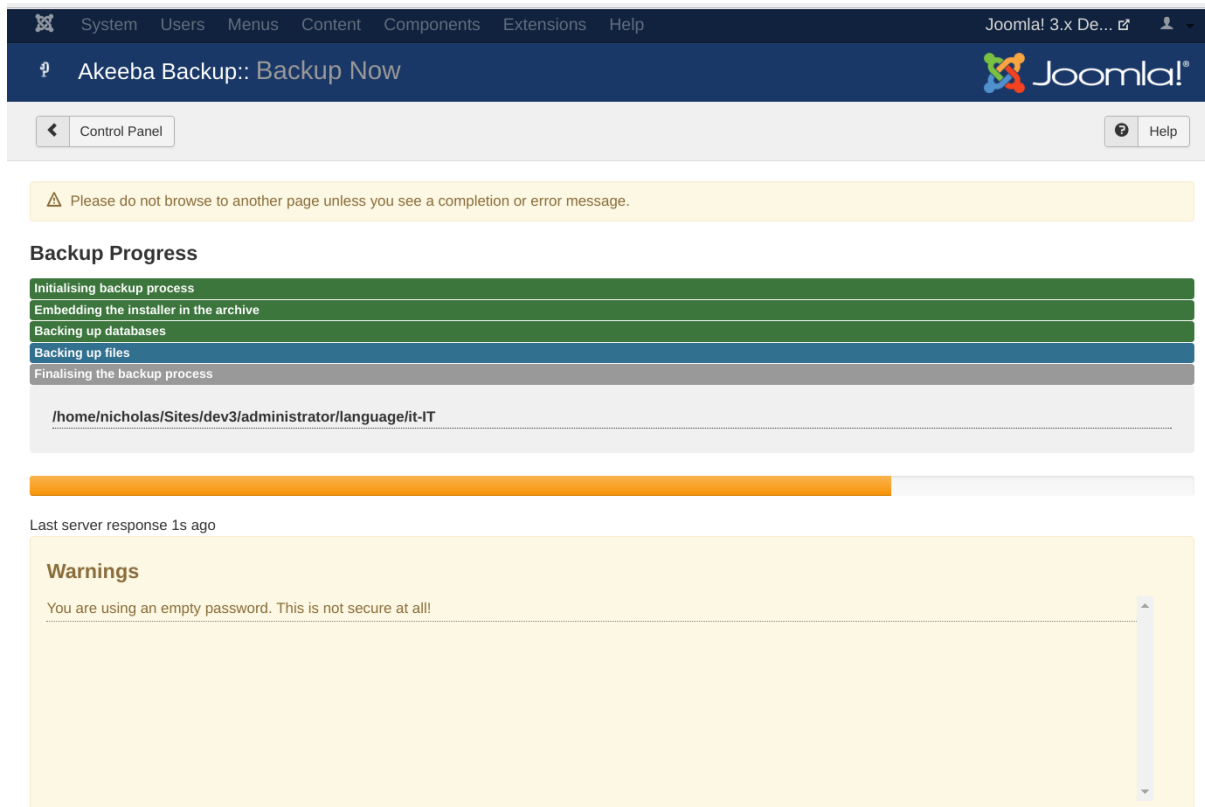 System Users Menus Content Components Extensions Help Joomla! 3.x De...
Akeeba Backup:: Backup Now Joomla!®
Control Panel Help
Please do not browse to another page unless you see a completion or error message.
Backup Progress
Initialising backup process
Embedding the installer in the archive
Backing up databases
Backing up files
Finalising the backup process
/home/nicholas/Sites/dev3/administrator/language/it-IT
Last server response 1s ago
Warnings
You are using an empty password. This is not secure at all!